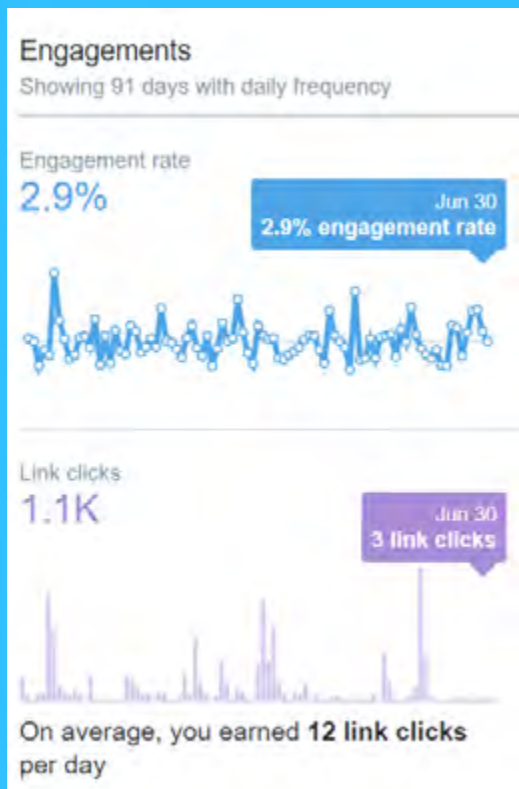 Engagements
Showing 91 days with daily frequency
Engagement rate
2.9%
Jun 30
2.9% engagement rate
Link clicks
1.1K
Jun 30
3 link clicks
On average, you earned 12 link clicks
per day